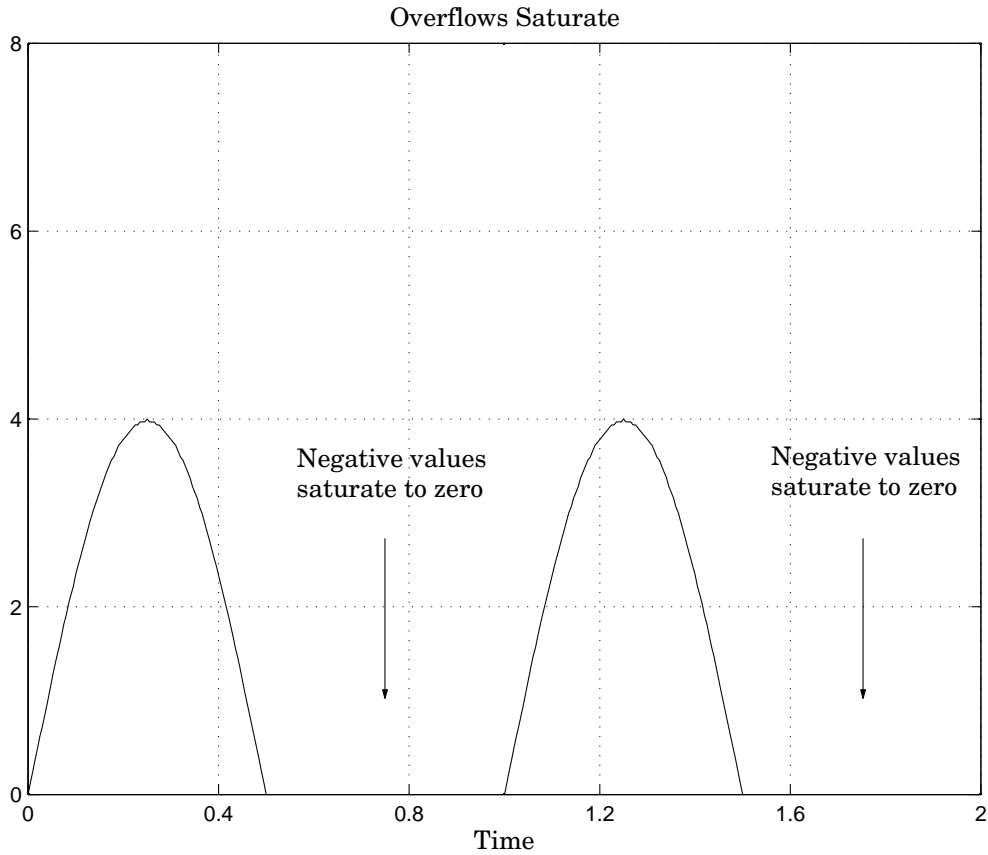 Overflows Saturate
8
6
4
Negative values
saturate to zero
Negative values
saturate to zero
2
0
0
0.4
0.8
1.2
1.6
2
Time